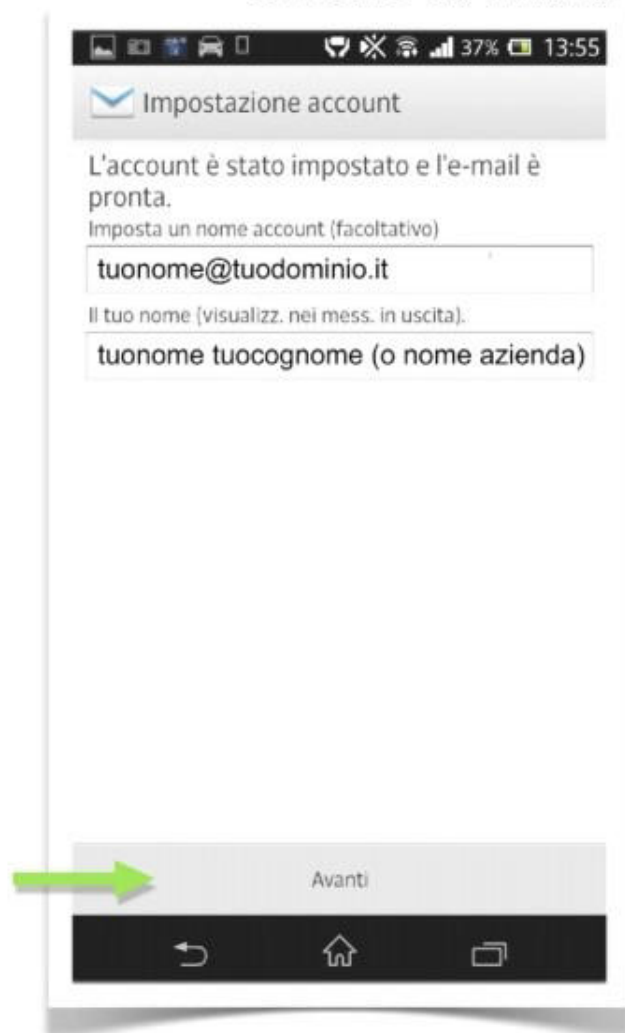 37% 13:55
Impostazione account
L'account è stato impostato e l'e-mail è
pronta.
Imposta un nome account (facoltativo)
tuonome@tuodominio.it
Il tuo nome (visualizz. nei mess. in uscita).
tuonome tuocognome (o nome azienda)
Avanti